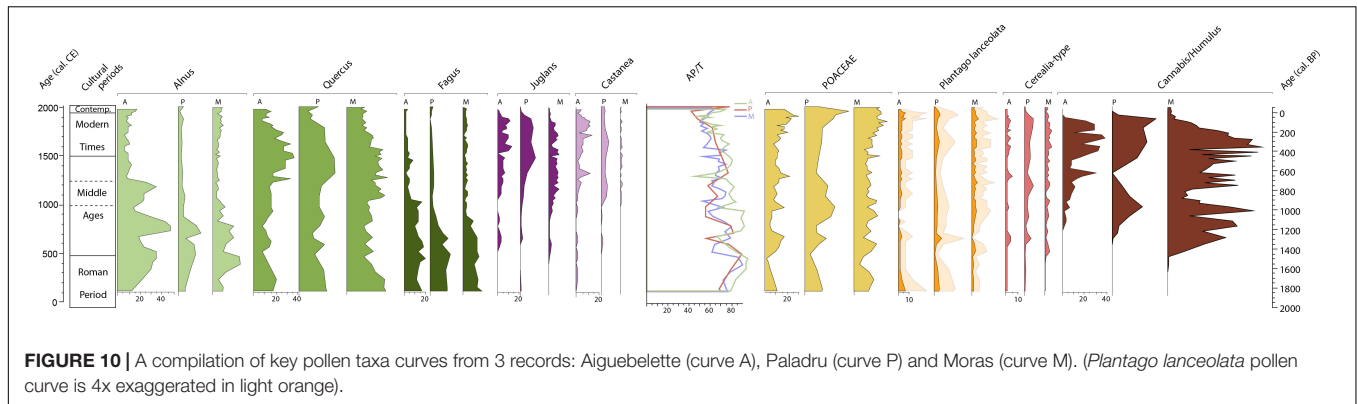 Age (cal. CE)
Cultural
periods
Alnus
Quercus
Fagus
Juglans
Castanea
AP/T
POACEAE
Plantago lanceolata
Cerealia-type
Cannabis/Humulus
Age (cal. BP)
A P M A P M A P M A P M A P M A P M A P M A P M A P M
A
P
M
2000 Contemp. 0
Modern
200
Times
400
1500
600
Middle
800
1000
1000
Ages
1200
500
1400
Roman
1600
Period
1800
0
2000
20 40 20 40 20 20 20 20 40 60 80 20 10 10 20 40
FIGURE 10 | A compilation of key pollen taxa curves from 3 records: Aiguebelette (curve A), Paladru (curve P) and Moras (curve M). (Plantago lanceolata pollen
curve is 4x exaggerated in light orange).